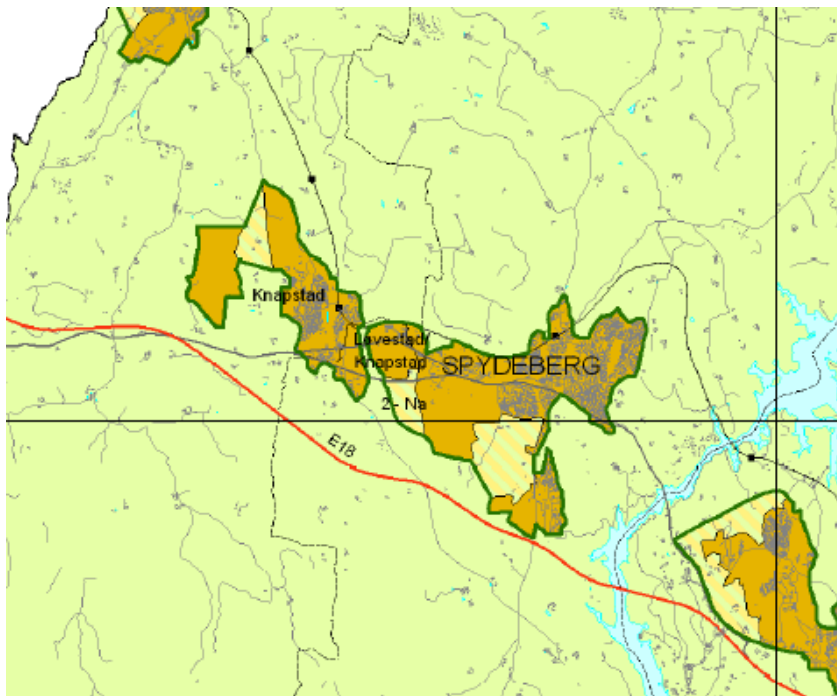 Knapstad
Løvestad/
Knapstad
SPYDEBERG
2 - Na
E18